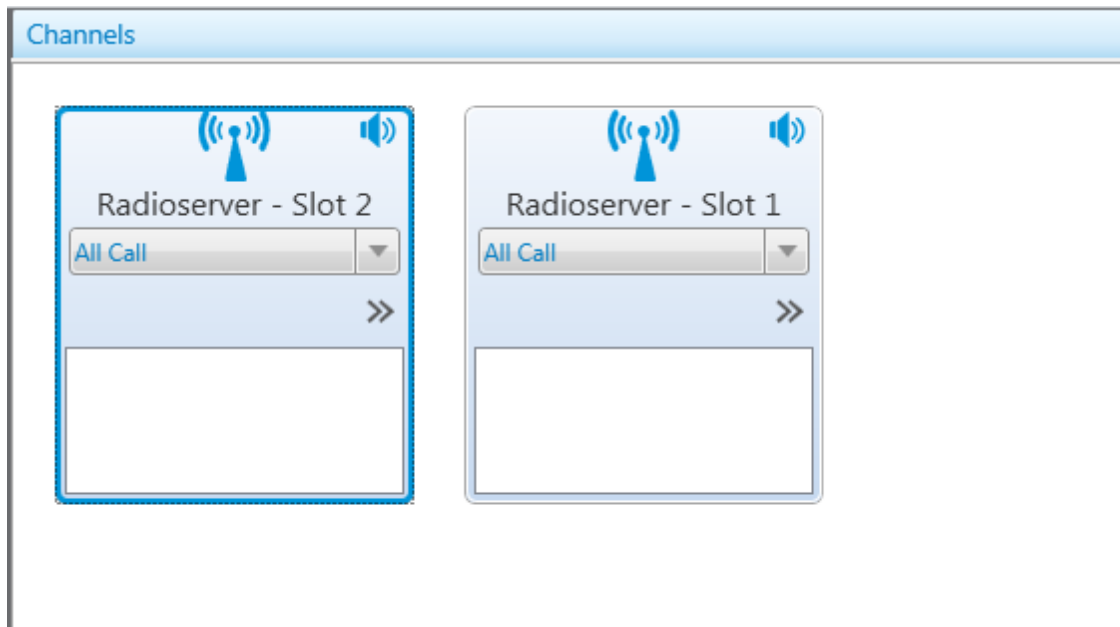 Channels
Radioserver - Slot 2
All Call
Radioserver - Slot 1
All Call